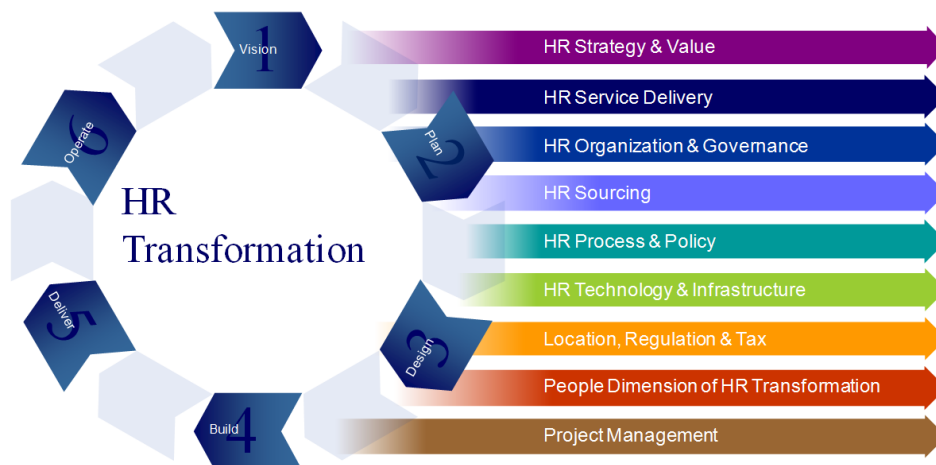 1
Vision
2
Plan
3
Design
4
Build
5
Deliver
6
Operate
HR
Transformation
HR Strategy & Value
HR Service Delivery
HR Organization & Governance
HR Sourcing
HR Process & Policy
HR Technology & Infrastructure
Location, Regulation & Tax
People Dimension of HR Transformation
Project Management